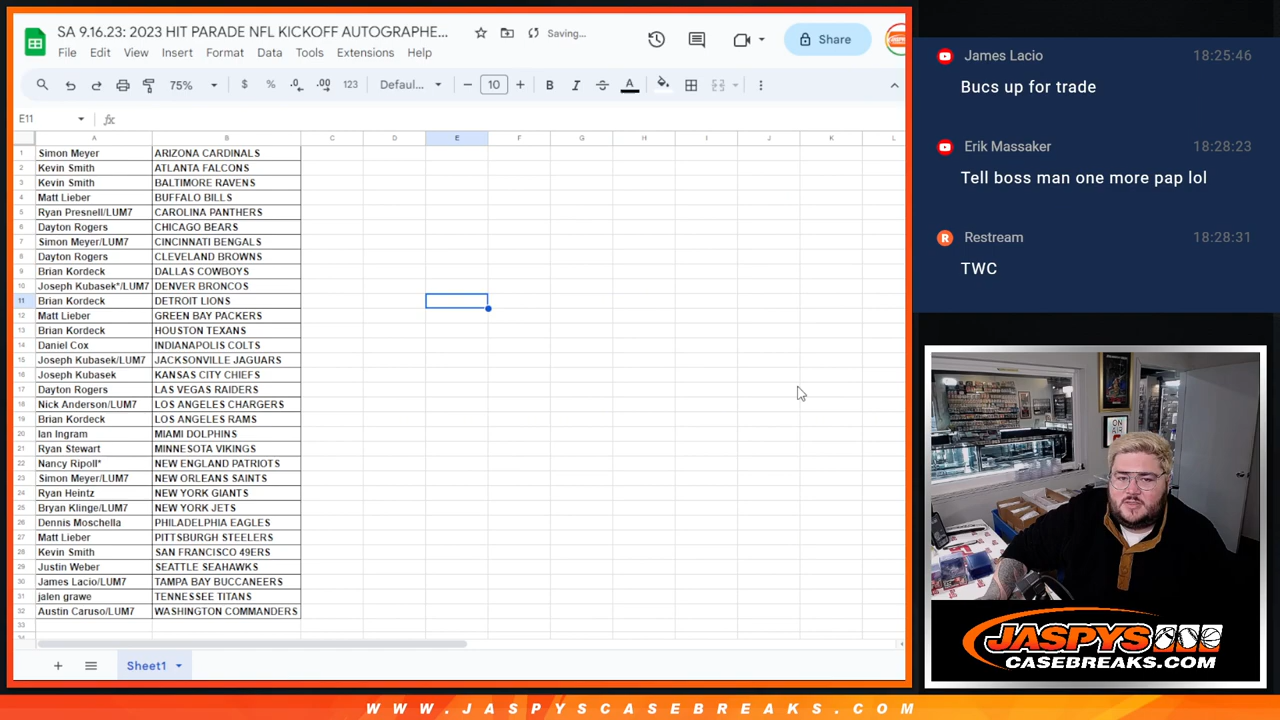 SA 9.16.23: 2023 HIT PARADE NFL KICKOFF AUTOGRAPHE...
Saving...
Share
File Edit View Insert Format Data Tools Extensions Help
75% $ % .0 .00 123 Defaul... 10 B I A
E11 fx
A B C D E F G H I J K L
1 Simon Meyer ARIZONA CARDINALS
2 Kevin Smith ATLANTA FALCONS
3 Kevin Smith BALTIMORE RAVENS
4 Matt Lieber BUFFALO BILLS
5 Ryan Presnell/LUM7 CAROLINA PANTHERS
6 Dayton Rogers CHICAGO BEARS
7 Simon Meyer/LUM7 CINCINNATI BENGALS
8 Dayton Rogers CLEVELAND BROWNS
9 Brian Kordeck DALLAS COWBOYS
10 Joseph Kubasek*/LUM7 DENVER BRONCOS
11 Brian Kordeck DETROIT LIONS
12 Matt Lieber GREEN BAY PACKERS
13 Brian Kordeck HOUSTON TEXANS
14 Daniel Cox INDIANAPOLIS COLTS
15 Joseph Kubasek/LUM7 JACKSONVILLE JAGUARS
16 Joseph Kubasek KANSAS CITY CHIEFS
17 Dayton Rogers LAS VEGAS RAIDERS
18 Nick Anderson/LUM7 LOS ANGELES CHARGERS
19 Brian Kordeck LOS ANGELES RAMS
20 Ian Ingram MIAMI DOLPHINS
21 Ryan Stewart MINNESOTA VIKINGS
22 Nancy Ripoll* NEW ENGLAND PATRIOTS
23 Simon Meyer/LUM7 NEW ORLEANS SAINTS
24 Ryan Heintz NEW YORK GIANTS
25 Bryan Klinge/LUM7 NEW YORK JETS
26 Dennis Moschella PHILADELPHIA EAGLES
27 Matt Lieber PITTSBURGH STEELERS
28 Kevin Smith SAN FRANCISCO 49ERS
29 Justin Weber SEATTLE SEAHAWKS
30 James Lacio/LUM7 TAMPA BAY BUCCANEERS
31 jalen grawe TENNESSEE TITANS
32 Austin Caruso/LUM7 WASHINGTON COMMANDERS
33
Sheet1
James Lacio 18:25:46
Bucs up for trade
Erik Massaker 18:28:23
Tell boss man one more pap lol
Restream 18:28:31
TWC
ON AIR
JASPYS
CASEBREAKS.COM
WWW.JASPYSCASEBREAKS.COM